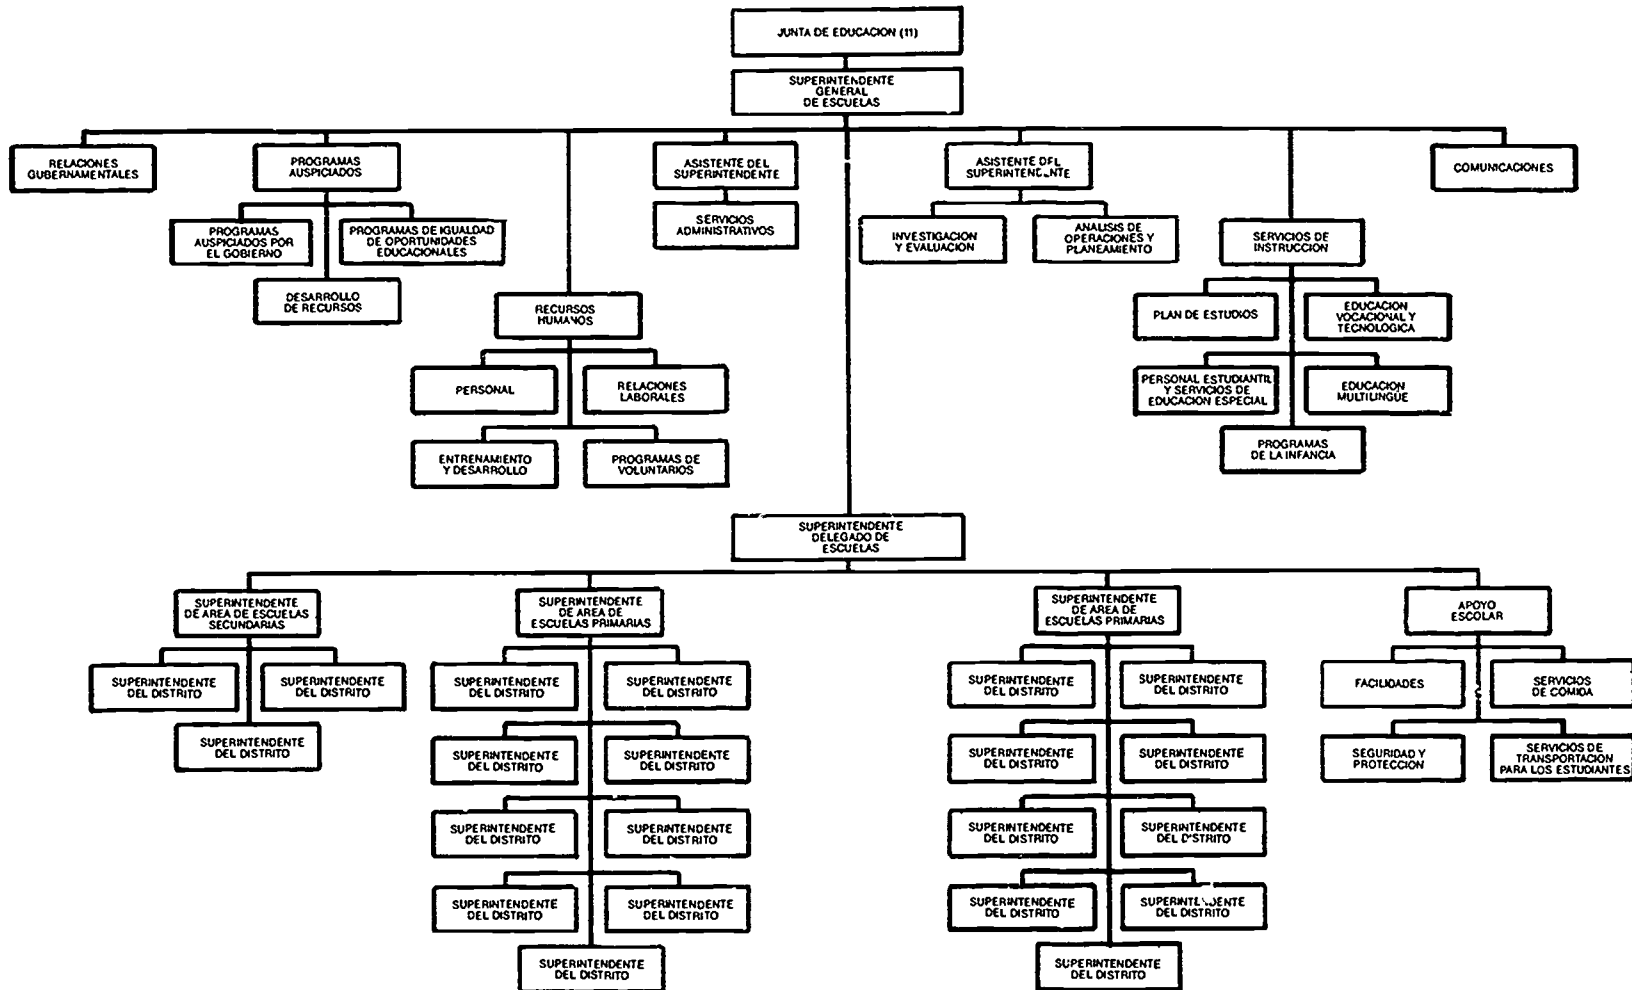 JUNTA DE EDUCACION (11)
SUPERINTENDENTE
GENERAL
DE ESCUELAS
RELACIONES
GUBERNAMENTALES
PROGRAMAS
AUSPICIADOS
PROGRAMAS
AUSPICIADOS POR
EL GOBIERNO
PROGRAMAS DE IGUALDAD
DE OPORTUNIDADES
EDUCACIONALES
DESARROLLO
DE RECURSOS
RECURSOS
HUMANOS
PERSONAL
RELACIONES
LABORALES
ENTRENAMIENTO
Y DESARROLLO
PROGRAMAS DE
VOLUNTARIOS
ASISTENTE DEL
SUPERINTENDENTE
SERVICIOS
ADMINISTRATIVOS
ASISTENTE DEL
SUPERINTENDENTE
INVESTIGACION
Y EVALUACION
ANALISIS DE
OPERACIONES Y
PLANEAMIENTO
SERVICIOS DE
INSTRUCCION
PLAN DE ESTUDIOS
EDUCACION
VOCACIONAL Y
TECNOLOGICA
PERSONAL ESTUDIANTIL
Y SERVICIOS DE
EDUCACION ESPECIAL
EDUCACION
MULTILINGÜE
PROGRAMAS
DE LA INFANCIA
COMUNICACIONES
SUPERINTENDENTE
DELEGADO DE
ESCUELAS
SUPERINTENDENTE
DE AREA DE ESCUELAS
SECUNDARIAS
SUPERINTENDENTE
DEL DISTRITO
SUPERINTENDENTE
DEL DISTRITO
SUPERINTENDENTE
DEL DISTRITO
SUPERINTENDENTE
DE AREA DE
ESCUELAS PRIMARIAS
SUPERINTENDENTE
DEL DISTRITO
SUPERINTENDENTE
DEL DISTRITO
SUPERINTENDENTE
DEL DISTRITO
SUPERINTENDENTE
DEL DISTRITO
SUPERINTENDENTE
DEL DISTRITO
SUPERINTENDENTE
DEL DISTRITO
SUPERINTENDENTE
DEL DISTRITO
SUPERINTENDENTE
DEL DISTRITO
SUPERINTENDENTE
DEL DISTRITO
SUPERINTENDENTE
DE AREA DE
ESCUELAS PRIMARIAS
SUPERINTENDENTE
DEL DISTRITO
SUPERINTENDENTE
DEL DISTRITO
SUPERINTENDENTE
DEL DISTRITO
SUPERINTENDENTE
DEL DISTRITO
SUPERINTENDENTE
DEL DISTRITO
SUPERINTENDENTE
DEL DISTRITO
SUPERINTENDENTE
DEL DISTRITO
SUPERINTENDENTE
DEL DISTRITO
SUPERINTENDENTE
DEL DISTRITO
APOYO
ESCOLAR
FACILIDADES
SERVICIOS
DE COMIDA
SEGURIDAD Y
PROTECCION
SERVICIOS DE
TRANSPORTACION
PARA LOS ESTUDIANTES